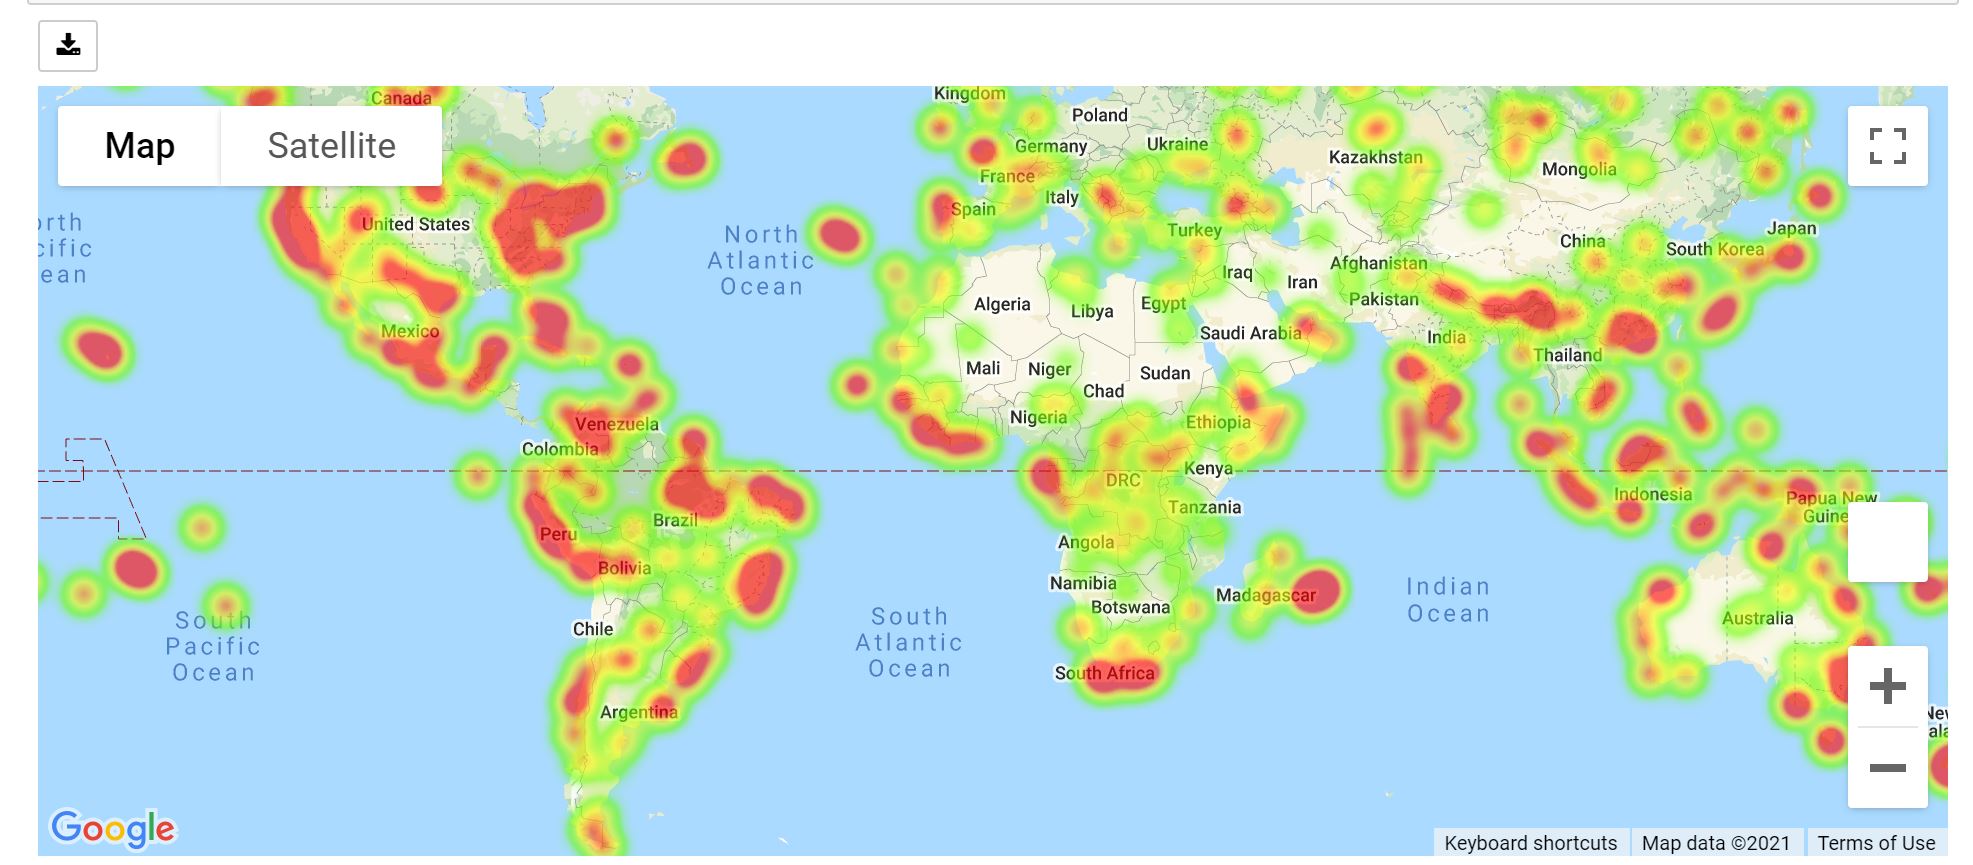 Map
Satellite
Canada
Kingdom
Poland
Germany
Ukraine
France
Kazakhstan
Mongolia
Italy
Spain
United States
orth
cific
ean
North
Atlantic
Ocean
Turkey
China
South Korea
Japan
Iraq
Iran
Afghanistan
Pakistan
Algeria
Libya
Egypt
Saudi Arabia
India
Thailand
Mexico
Mali
Niger
Chad
Sudan
Nigeria
Ethiopia
Venezuela
Colombia
DRC
Kenya
Tanzania
Indonesia
Papua New
Guine
Brazil
Peru
Angola
Bolivia
Namibia
Botswana
Madagascar
Indian
Ocean
Australia
South
Pacific
Ocean
Chile
South
Atlantic
Ocean
South Africa
Argentina
New
ala
Google
Keyboard shortcuts
Map data ©2021
Terms of Use